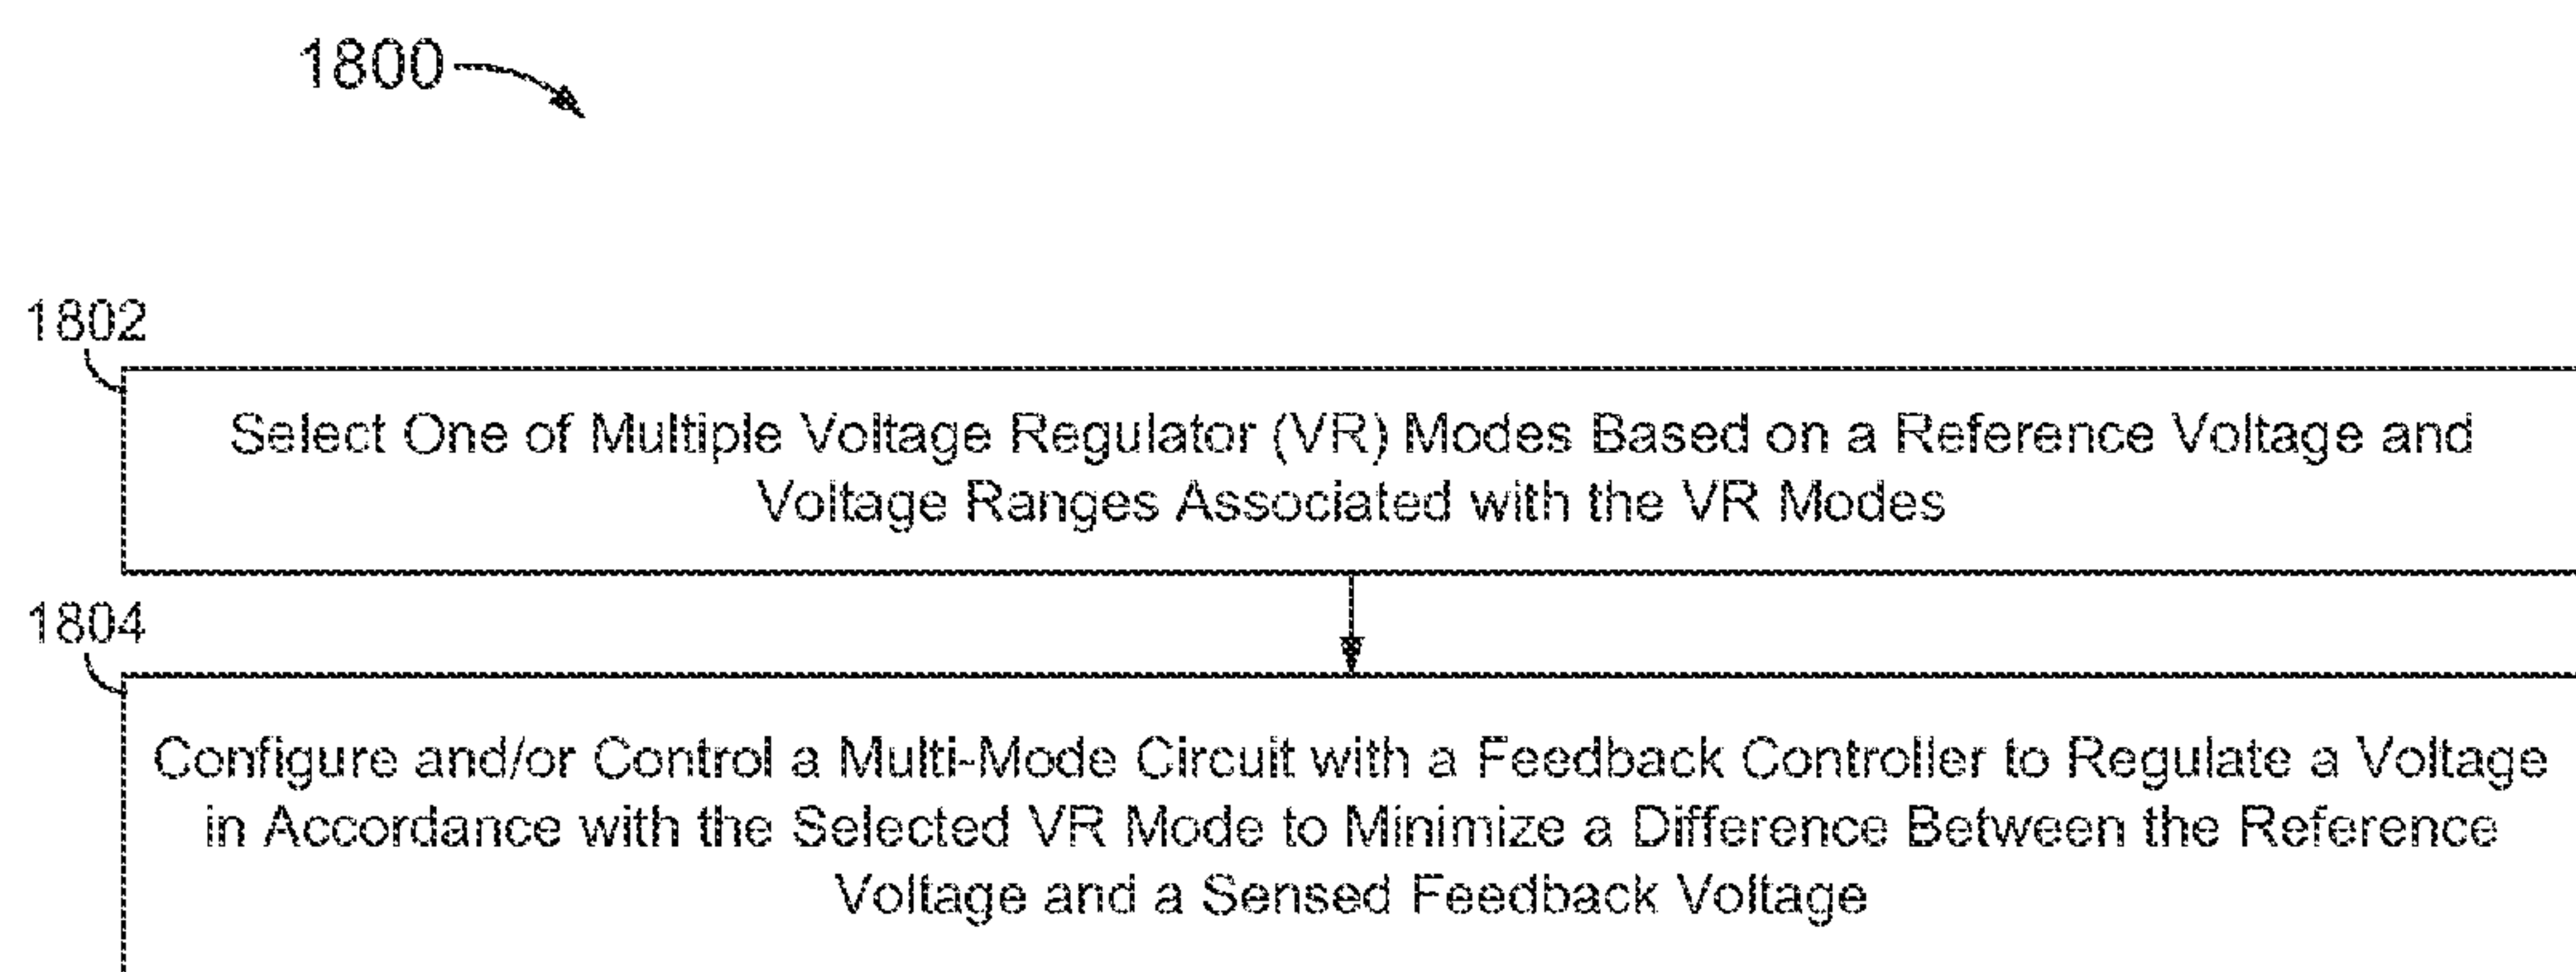 1800
1802
Select One of Multiple Voltage Regulator (VR) Modes Based on a Reference Voltage and
Voltage Ranges Associated with the VR Modes
1804
Configure and/or Control a Multi-Mode Circuit with a Feedback Controller to Regulate a Voltage
in Accordance with the Selected VR Mode to Minimize a Difference Between the Reference
Voltage and a Sensed Feedback Voltage